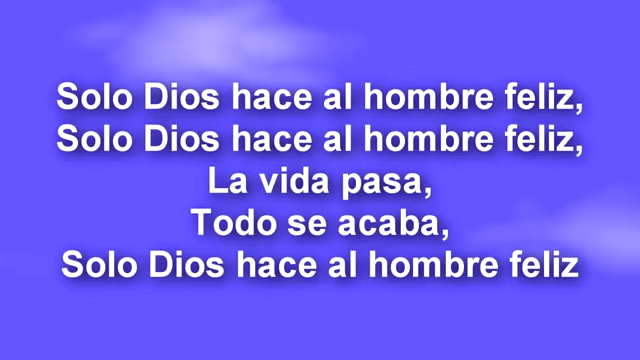 Solo Dios hace al hombre feliz,
Solo Dios hace al hombre feliz,
La vida pasa,
Todo se acaba,
Solo Dios hace al hombre feliz